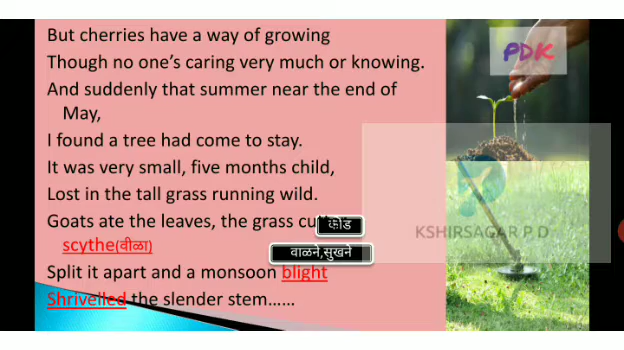 But cherries have a way of growing
Though no one's caring very much or knowing.
And suddenly that summer near the end of
May,
I found a tree had come to stay.
It was very small, five months child,
Lost in the tall grass running wild.
Goats ate the leaves, the grass
कोड
scythe(वीळा)
वाळने,सुखने
Split it apart and a monsoon blight
Shrivelled the slender stem......
PDK
KSHIRSAGAR P D